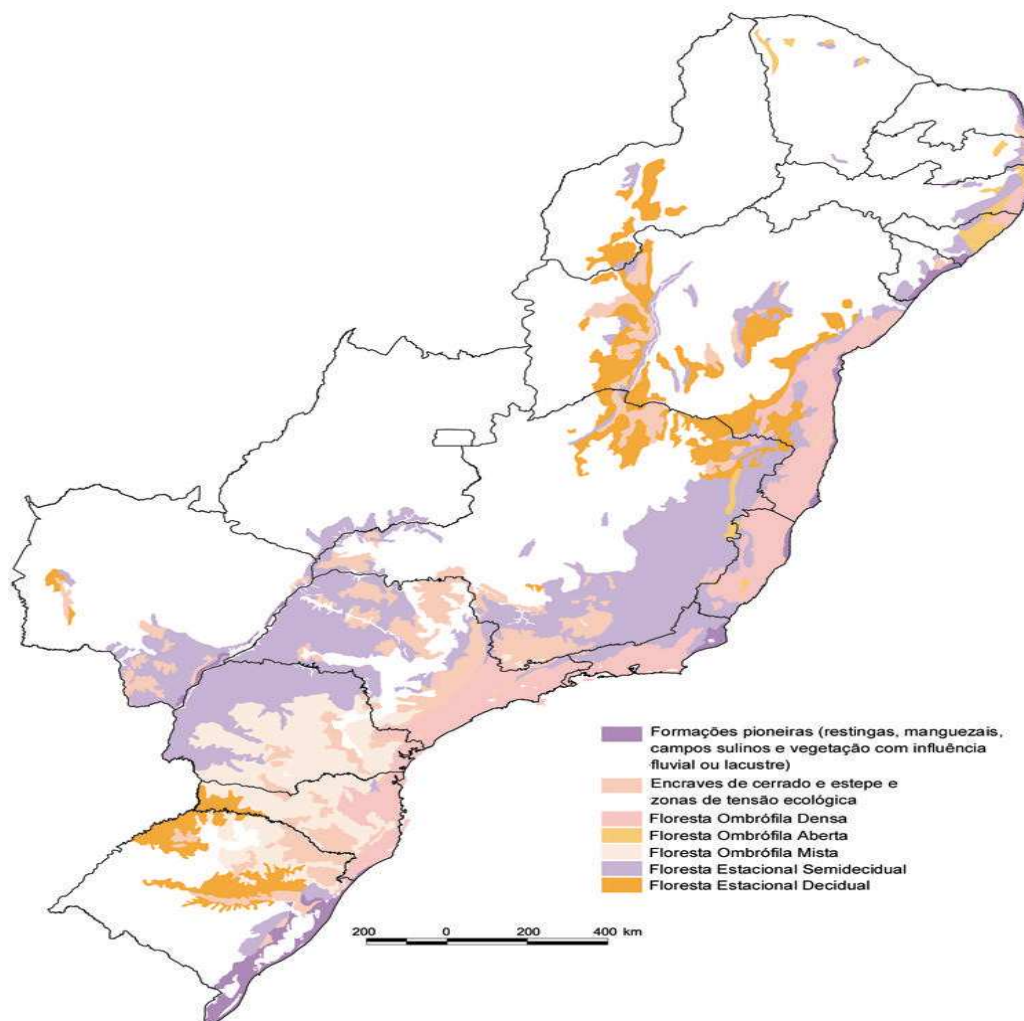 Formações pioneiras (restingas, manguezais,
campos sulinos e vegetação com influência
fluvial ou lacustre)
Encraves de cerrado e estepe e
zonas de tensão ecológica
Floresta Ombrófila Densa
Floresta Ombrófila Aberta
Floresta Ombrófila Mista
Floresta Estacional Semidecidual
Floresta Estacional Decidual
200 0 200 400 km